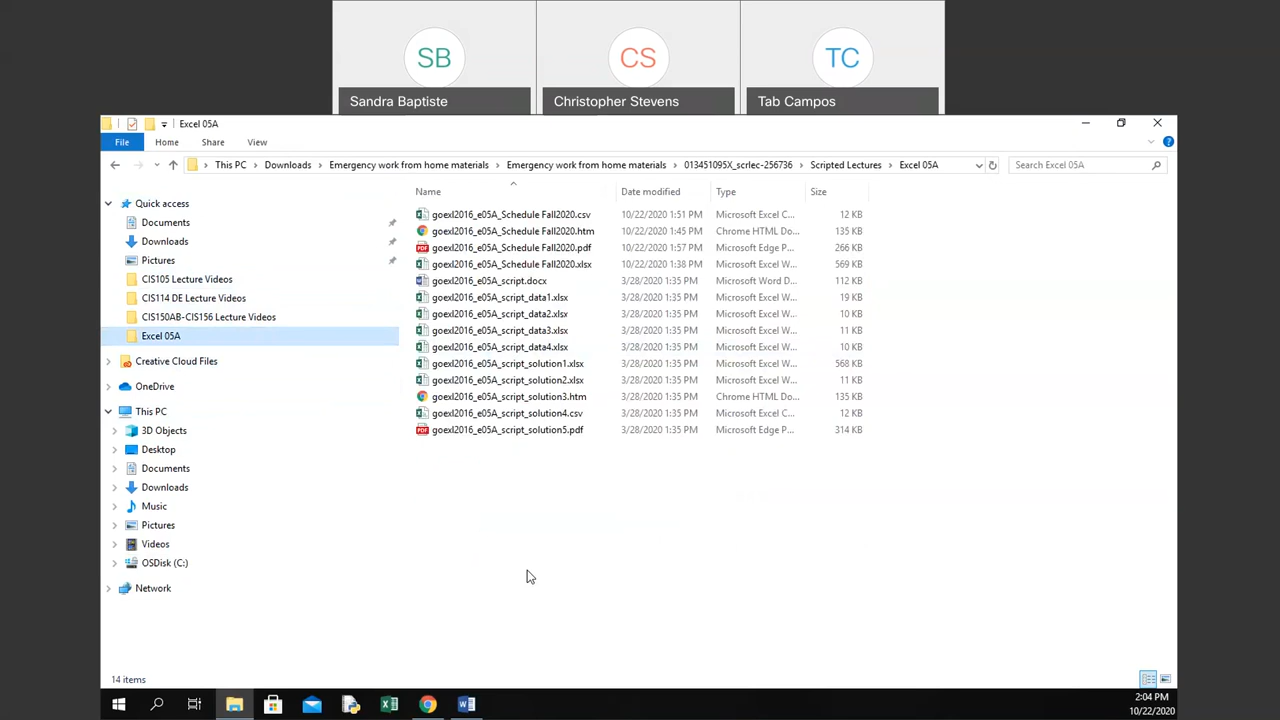 SB CS TC
Sandra Baptiste Christopher Stevens Tab Campos
Excel 05A
File Home Share View
This PC Downloads Emergency work from home materials Emergency work from home materials 013451095X_scrlec-256736 Scripted Lectures Excel 05A Search Excel 05A
Name Date modified Type Size
Quick access
Documents
Downloads
Pictures
CIS105 Lecture Videos
CIS114 DE Lecture Videos
CIS150AB-CIS156 Lecture Videos
Excel 05A
Creative Cloud Files
OneDrive
This PC
3D Objects
Desktop
Documents
Downloads
Music
Pictures
Videos
OSDisk (C:)
Network
goexl2016_e05A_Schedule Fall2020.csv 10/22/2020 1:51 PM Microsoft Excel C... 12 KB
goexl2016_e05A_Schedule Fall2020.htm 10/22/2020 1:45 PM Chrome HTML Do... 135 KB
goexl2016_e05A_Schedule Fall2020.pdf 10/22/2020 1:57 PM Microsoft Edge P... 266 KB
goexl2016_e05A_Schedule Fall2020.xlsx 10/22/2020 1:38 PM Microsoft Excel W... 569 KB
goexl2016_e05A_script.docx 3/28/2020 1:35 PM Microsoft Word D... 112 KB
goexl2016_e05A_script_data1.xlsx 3/28/2020 1:35 PM Microsoft Excel W... 19 KB
goexl2016_e05A_script_data2.xlsx 3/28/2020 1:35 PM Microsoft Excel W... 10 KB
goexl2016_e05A_script_data3.xlsx 3/28/2020 1:35 PM Microsoft Excel W... 11 KB
goexl2016_e05A_script_data4.xlsx 3/28/2020 1:35 PM Microsoft Excel W... 10 KB
goexl2016_e05A_script_solution1.xlsx 3/28/2020 1:35 PM Microsoft Excel W... 568 KB
goexl2016_e05A_script_solution2.xlsx 3/28/2020 1:35 PM Microsoft Excel W... 11 KB
goexl2016_e05A_script_solution3.htm 3/28/2020 1:35 PM Chrome HTML Do... 135 KB
goexl2016_e05A_script_solution4.csv 3/28/2020 1:35 PM Microsoft Excel C... 12 KB
goexl2016_e05A_script_solution5.pdf 3/28/2020 1:35 PM Microsoft Edge P... 314 KB
14 items
2:04 PM
10/22/2020